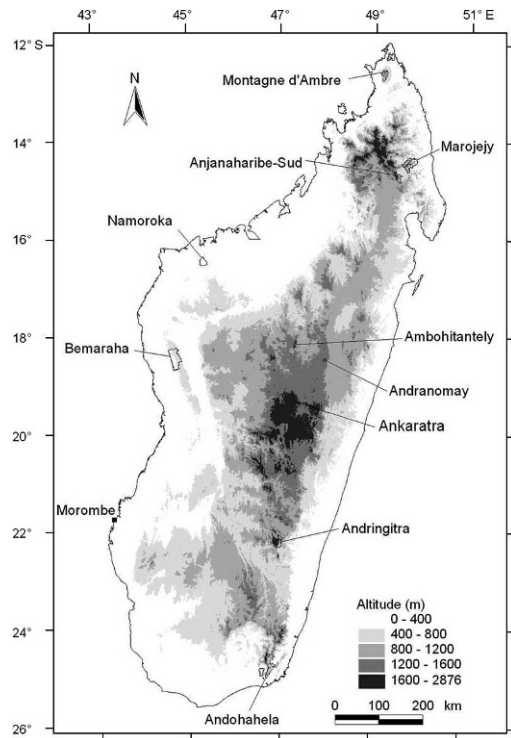 43° 45° 47° 49° 51° E
12° S
Montagne d'Ambre
N
14°
Marojejy
Anjanaharibe-Sud
Namoroka
16°
18°
Ambohitantely
Bemaraha
Andranomay
Ankaratra
20°
Morombe
Andringitra
22°
Altitude (m)
0 - 400
400 - 800
24°
800 - 1200
1200 - 1600
1600 - 2876
0 100 200
km
Andohahela
26°